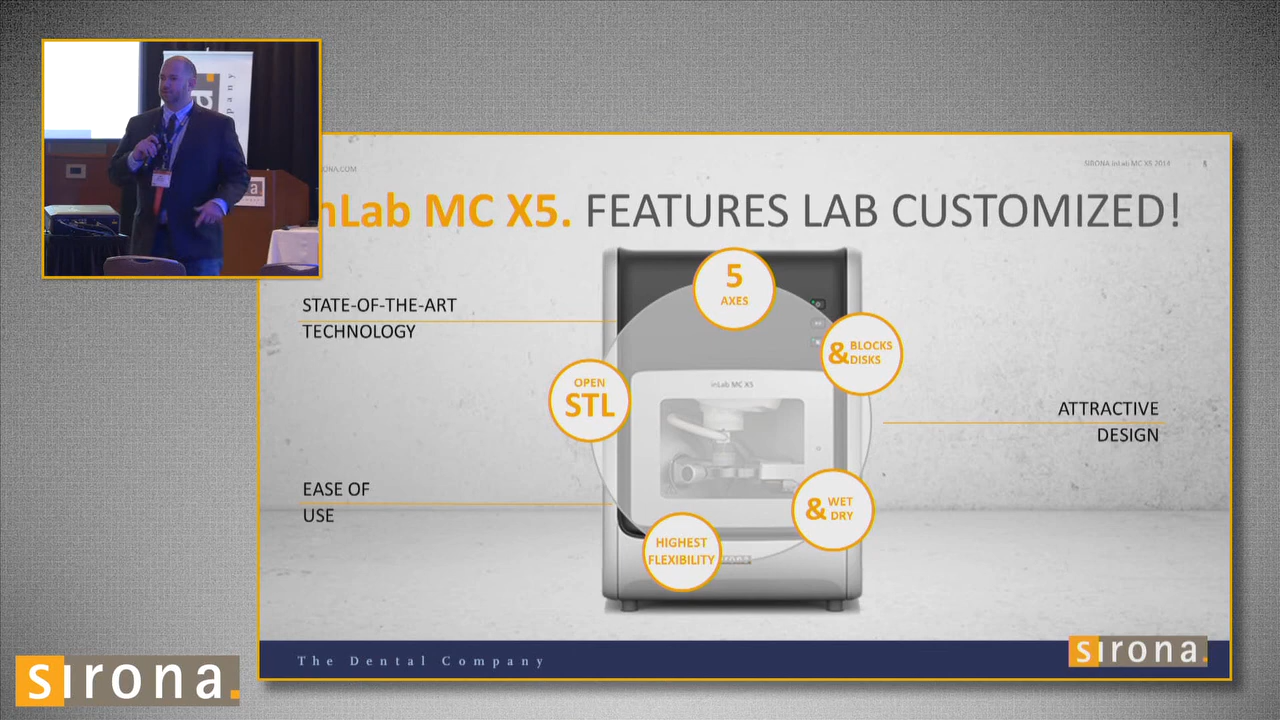 SIRONA InLab MC X5 2014
nLab MC X5. FEATURES LAB CUSTOMIZED!
STATE-OF-THE-ART
TECHNOLOGY
5
AXES
& BLOCKS
DISKS
OPEN
STL
inLab MC X5
ATTRACTIVE
DESIGN
EASE OF
USE
& WET
DRY
HIGHEST
FLEXIBILITY
The Dental Company
sirona.
sirona.